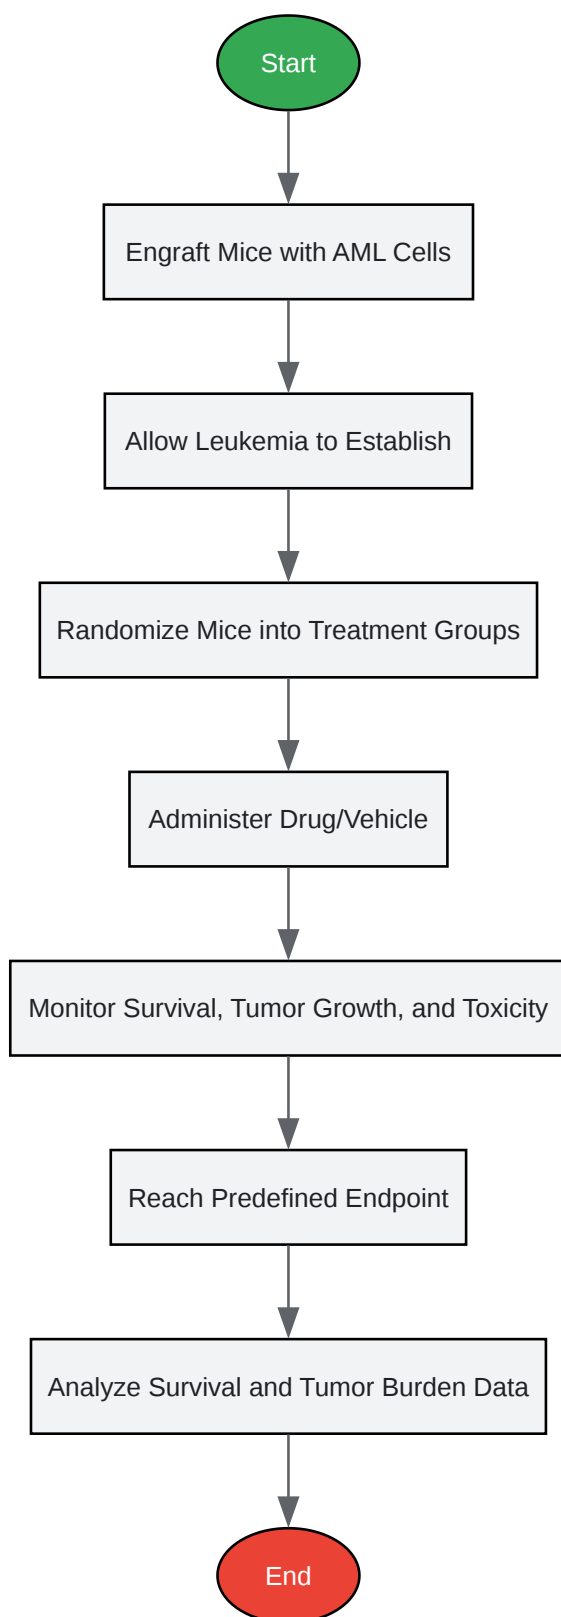 Start
Engraft Mice with AML Cells
Allow Leukemia to Establish
Randomize Mice into Treatment Groups
Administer Drug/Vehicle
Monitor Survival, Tumor Growth, and Toxicity
Reach Predefined Endpoint
Analyze Survival and Tumor Burden Data
End